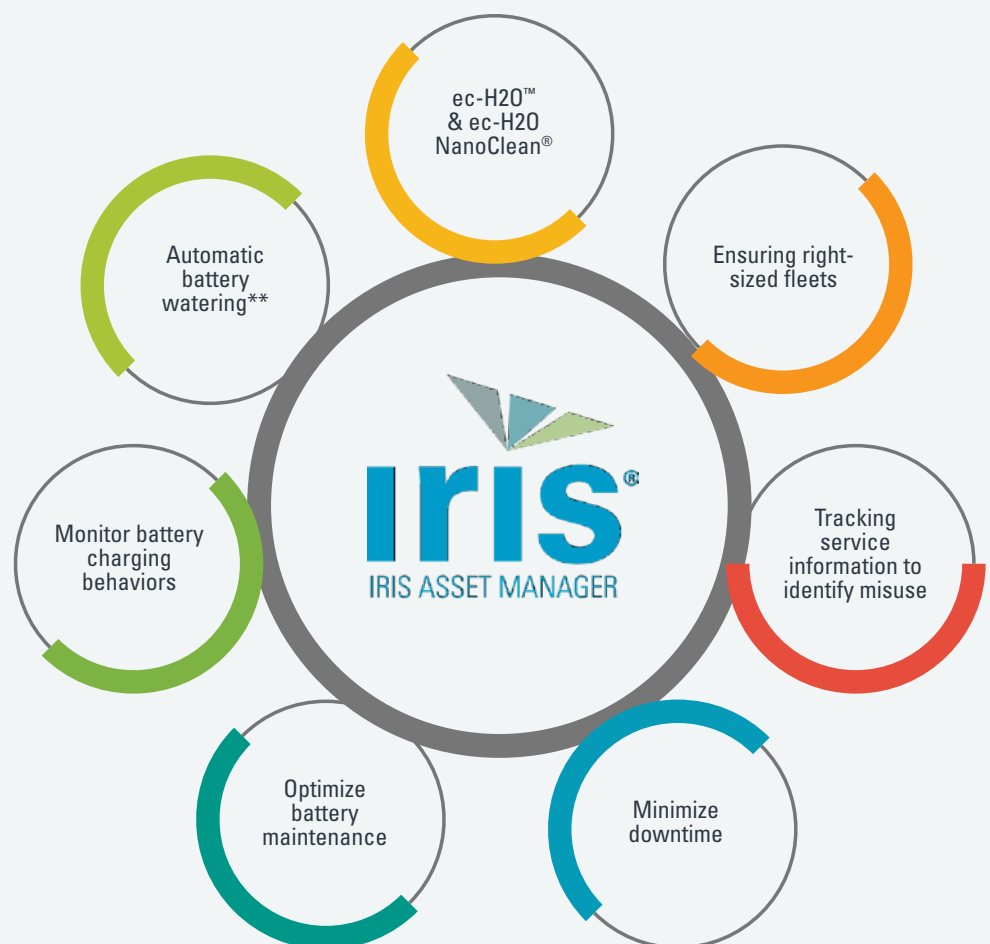 ec-H2O™
& ec-H2O
NanoClean®
Ensuring right-
sized fleets
Tracking
service
information to
identify misuse
Minimize
downtime
Optimize
battery
maintenance
Monitor battery
charging
behaviors
Automatic
battery
watering**
Iris®
IRIS ASSET MANAGER